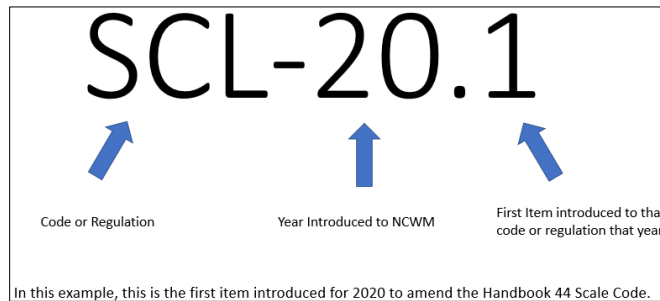 SCL-20.1
Code or Regulation
Year Introduced to NCWM
First Item introduced to tha
code or regulation that year
In this example, this is the first item introduced for 2020 to amend the Handbook 44 Scale Code.